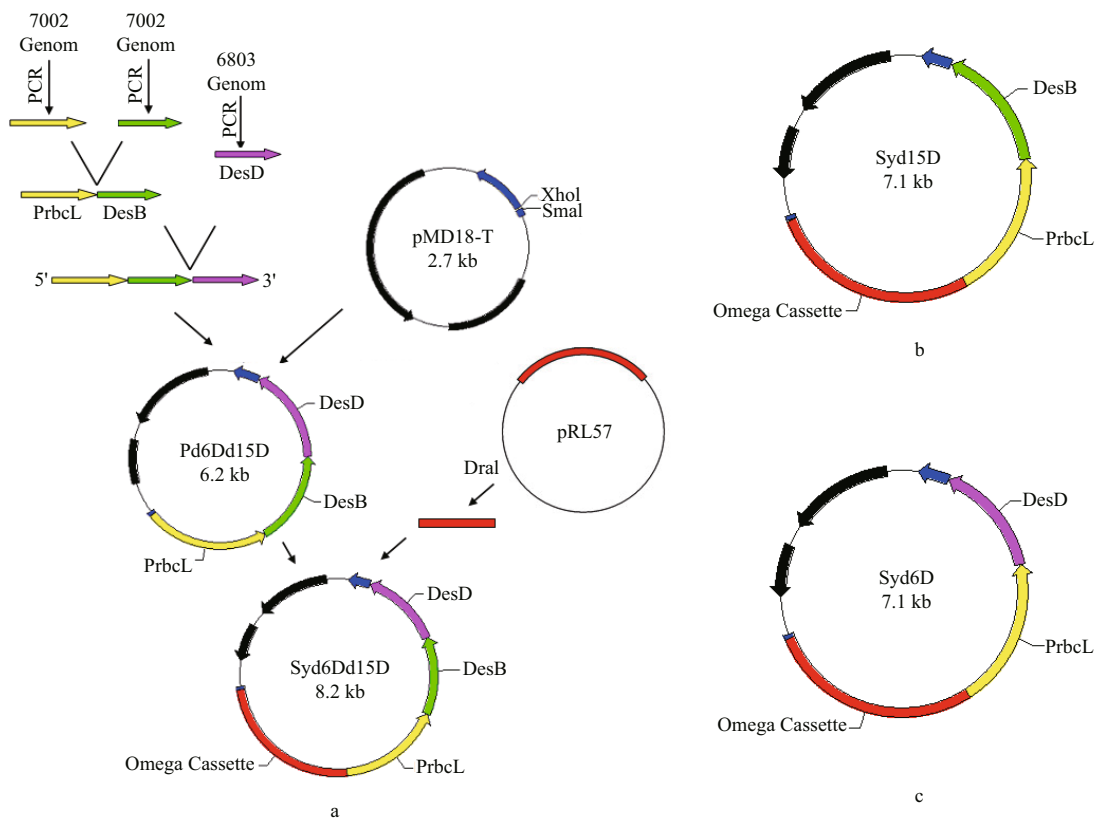 7002
Genom
PCR
7002
Genom
PCR
6803
Genom
PCR
DesD
PrbcL
DesB
5'
3'
XhoI
SmaI
pMD18-T
2.7 kb
DesD
Pd6Dd15D
6.2 kb
DesB
PrbcL
pRL57
DraI
DesD
DesB
Syd6Dd15D
8.2 kb
Omega Cassette
PrbcL
a
DesB
Syd15D
7.1 kb
PrbcL
Omega Cassette
b
DesD
Syd6D
7.1 kb
PrbcL
Omega Cassette
c